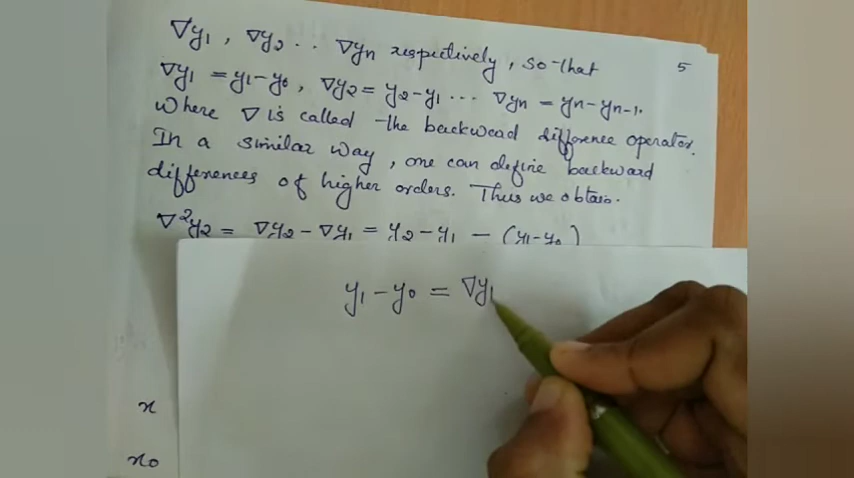 ∇y1, ∇y2 .. ∇yn respectively, so that
5
∇y1 = y1-y0, ∇y2 = y2-y1 ... ∇yn = yn-yn-1.
Where ∇ is called the backward difference operator.
In a similar way, one can define backward
differences of higher orders. Thus we obtain.
∇²y2 = ∇y2 - ∇y1 = y2-y1 - (y1-y0)
y1 - y0 = ∇y1
x
x0